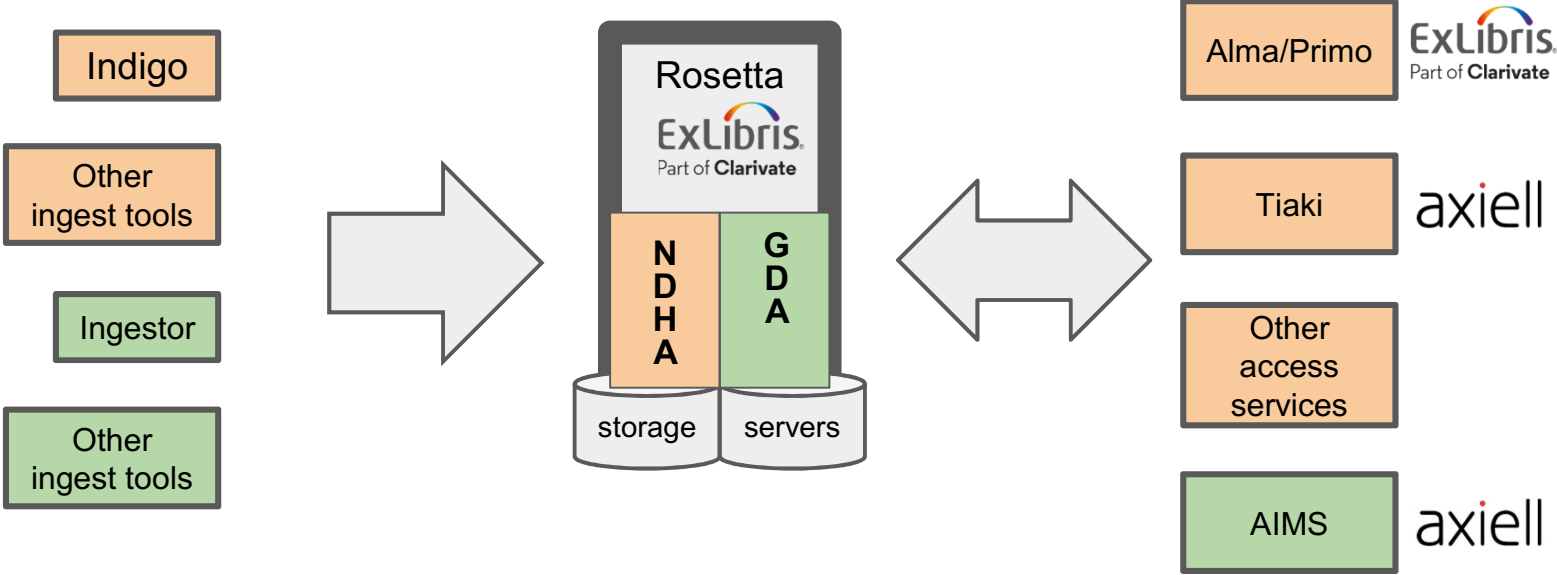 Indigo
Other
ingest tools
Ingestor
Other
ingest tools
Rosetta
ExLibris.
Part of Clarivate
N
D
H
A
G
D
A
storage
servers
Alma/Primo
ExLibris.
Part of Clarivate
Tiaki
axiell
Other
access
services
AIMS
axiell